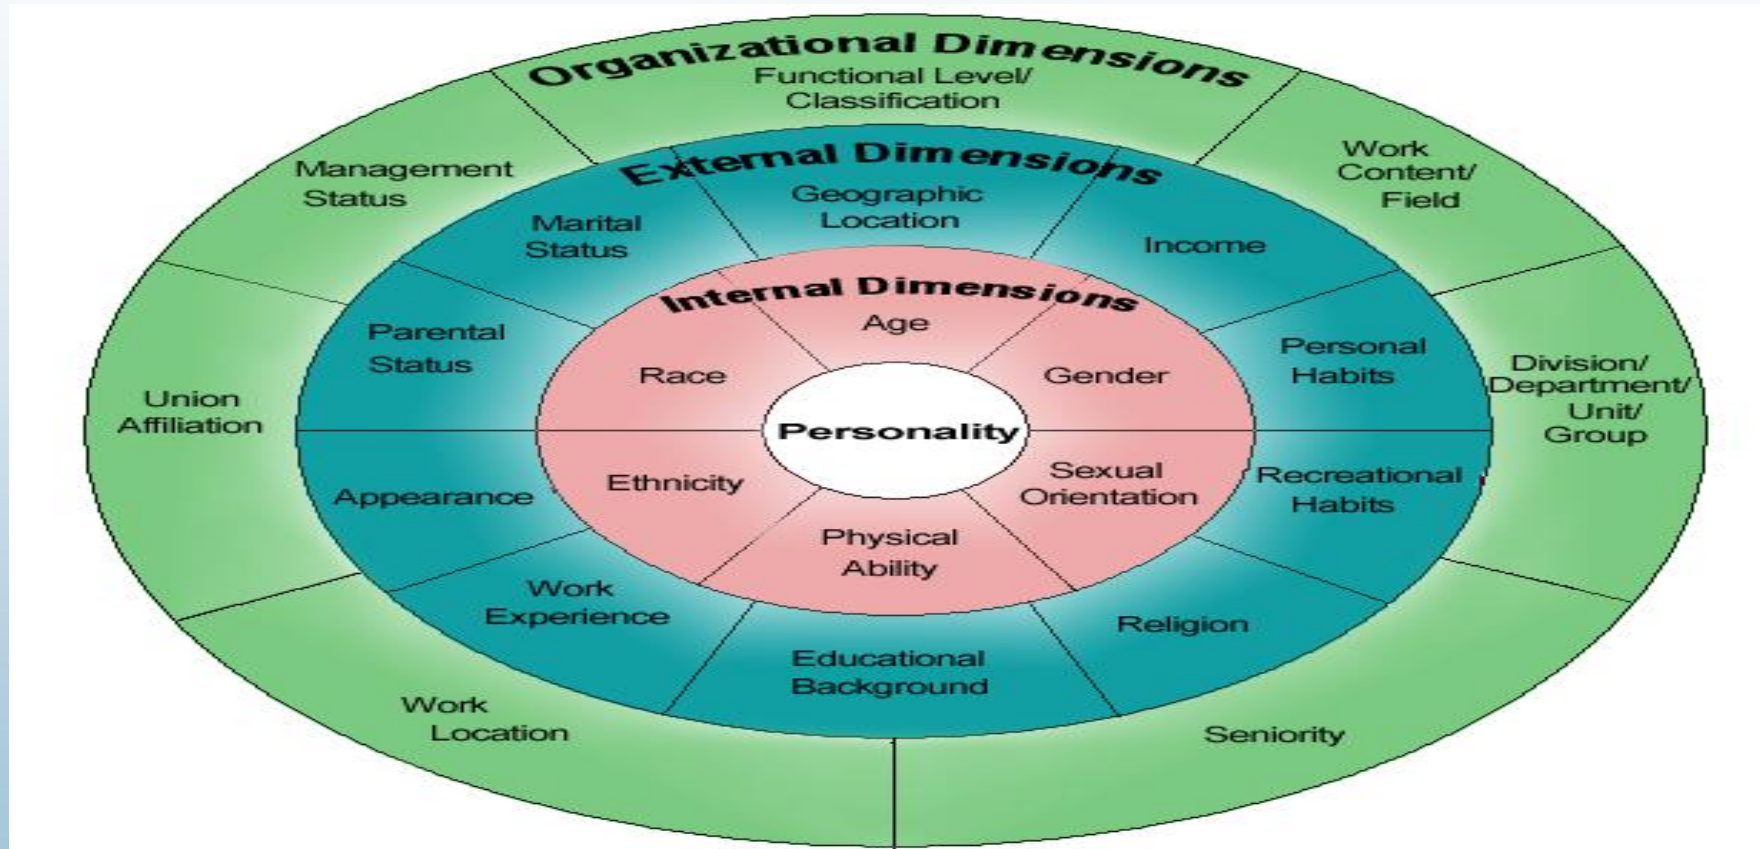 Organizational Dimensions
Functional Level/
Classification
Work
Content/
Field
Division/
Department/
Unit/
Group
Seniority
Work
Location
Union
Affiliation
Management
Status
External Dimensions
Geographic
Location
Income
Personal
Habits
Recreational
Habits
Religion
Educational
Background
Work
Experience
Appearance
Parental
Status
Marital
Status
Internal Dimensions
Age
Gender
Sexual
Orientation
Physical
Ability
Ethnicity
Race
Personality